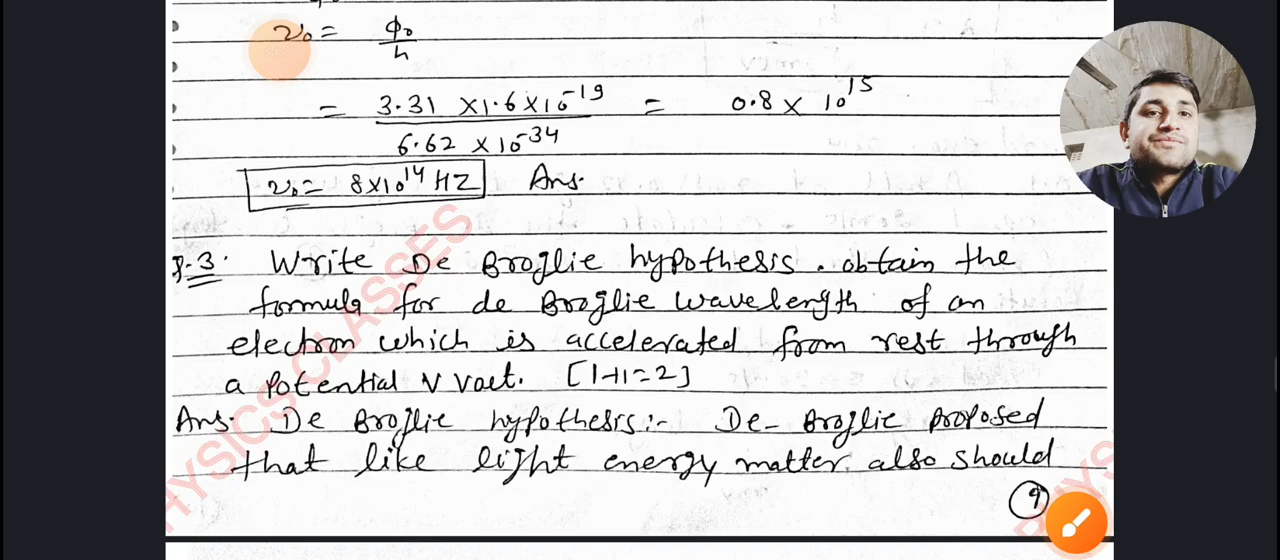 ν₀ = φ₀/h
= 3.31 × 1.6 × 10⁻¹⁹ / 6.62 × 10⁻³⁴ = 0.8 × 10¹⁵
ν₀ = 8×10¹⁴ HZ Ans.
Q.3. Write De Broglie hypothesis. obtain the
formula for de Broglie wavelength of an
electron which is accelerated from rest through
a Potential V Volt. [1+1=2]
Ans. De Broglie hypothesis:- De-Broglie proposed
that like light energy matter also should
9
PHYSICS CLASSES